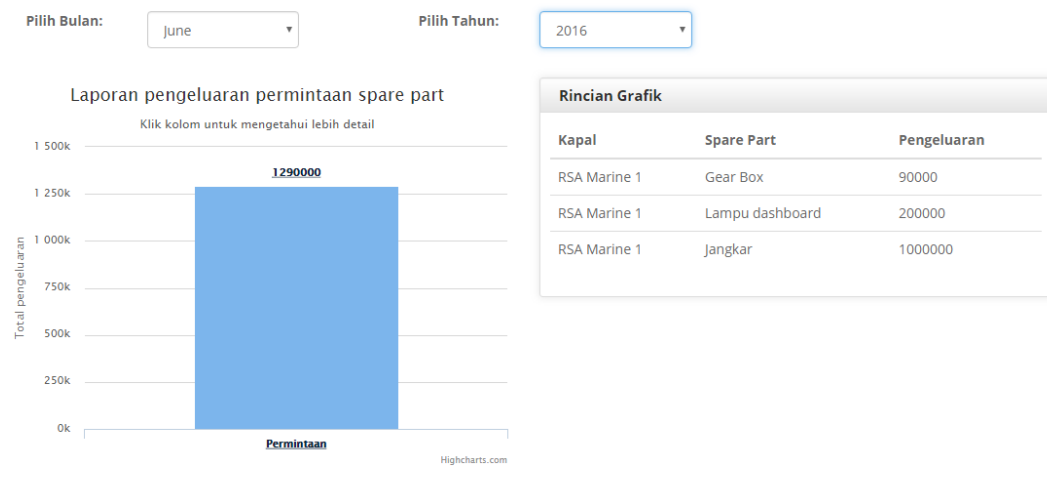 Pilih Bulan:
June
Pilih Tahun:
2016
Laporan pengeluaran permintaan spare part
Klik kolom untuk mengetahui lebih detail
Total pengeluaran
1 500k
1 250k
1 000k
750k
500k
250k
0k
1290000
Permintaan
Highcharts.com
Rincian Grafik
Kapal Spare Part Pengeluaran
RSA Marine 1 Gear Box 90000
RSA Marine 1 Lampu dashboard 200000
RSA Marine 1 Jangkar 1000000